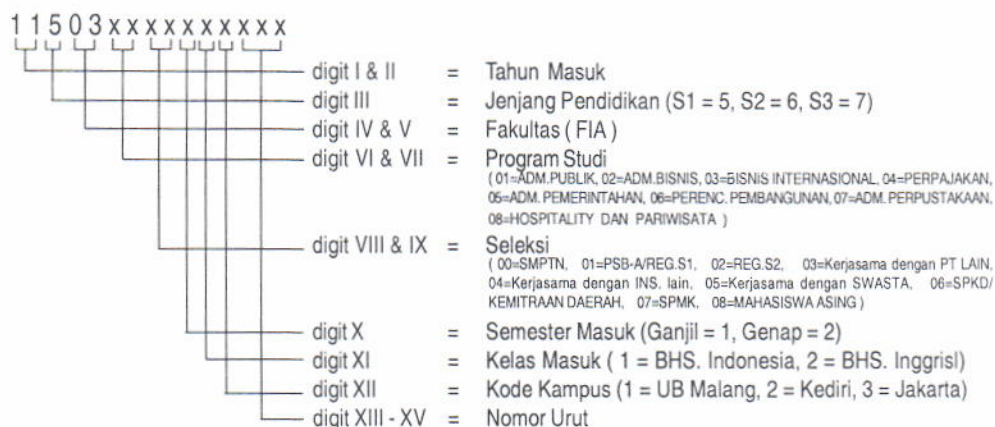 11503xxxxxxxxxx
digit I & II = Tahun Masuk
digit III = Jenjang Pendidikan (S1 = 5, S2 = 6, S3 = 7)
digit IV & V = Fakultas ( FIA )
digit VI & VII = Program Studi
( 01=ADM.PUBLIK, 02=ADM.BISNIS, 03=BISNIS INTERNASIONAL, 04=PERPAJAKAN,
05=ADM. PEMERINTAHAN, 06=PERENC. PEMBANGUNAN, 07=ADM. PERPUSTAKAAN,
08=HOSPITALITY DAN PARIWISATA )
digit VIII & IX = Seleksi
( 00=SMPTN, 01=PSB-A/REG.S1, 02=REG.S2, 03=Kerjasama dengan PT LAIN,
04=Kerjasama dengan INS. lain, 05=Kerjasama dengan SWASTA, 06=SPKD/
KEMITRAAN DAERAH, 07=SPMK, 08=MAHASISWA ASING )
digit X = Semester Masuk (Ganjil = 1, Genap = 2)
digit XI = Kelas Masuk ( 1 = BHS. Indonesia, 2 = BHS. Inggrisl)
digit XII = Kode Kampus (1 = UB Malang, 2 = Kediri, 3 = Jakarta)
digit XIII - XV = Nomor Urut